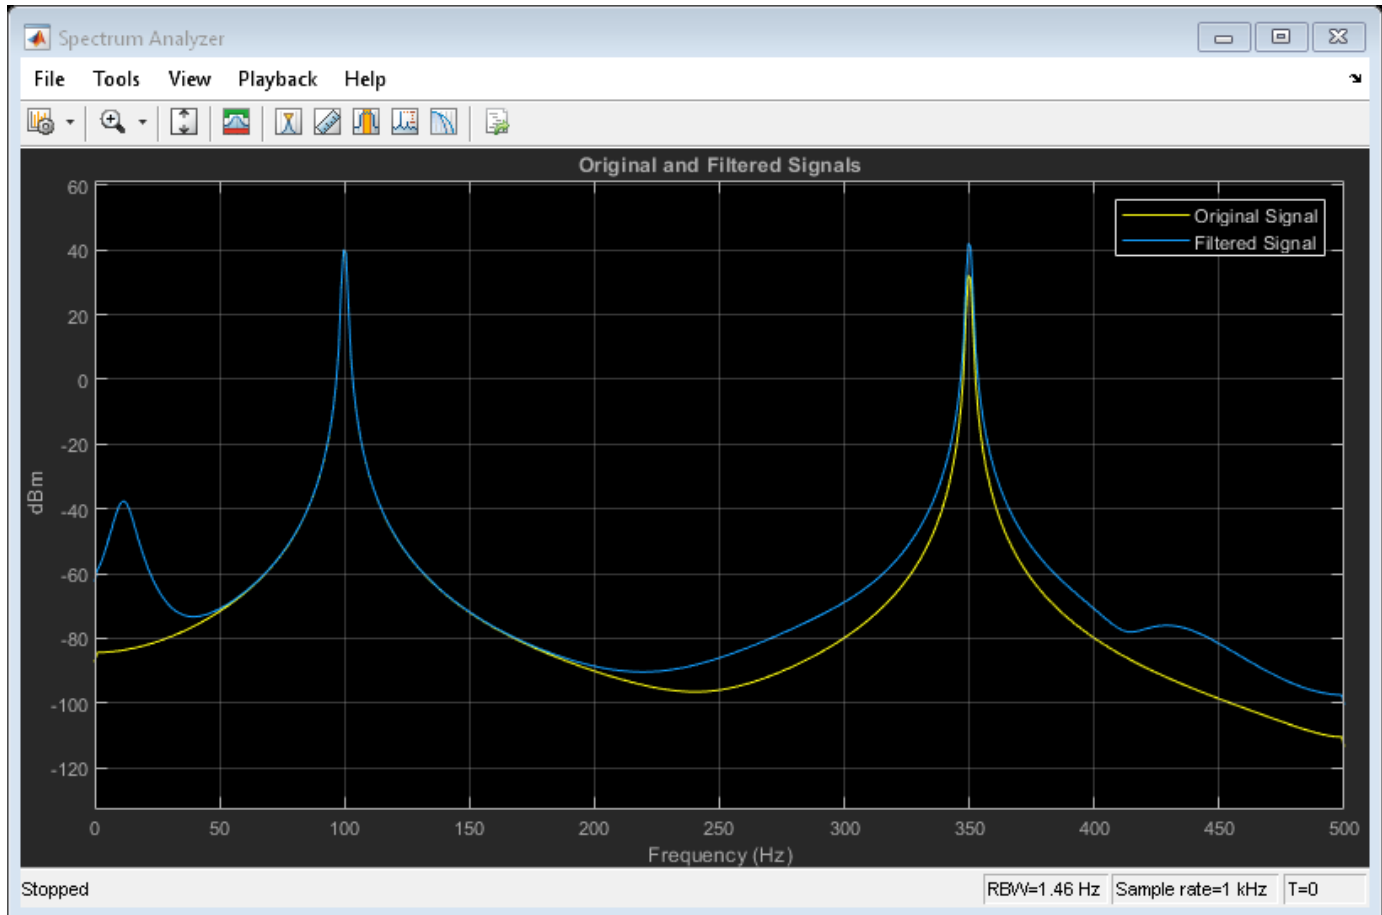 Spectrum Analyzer
File Tools View Playback Help
Original and Filtered Signals
Original Signal
Filtered Signal
60
40
20
0
-20
-40
-60
-80
-100
-120
dBm
0 50 100 150 200 250 300 350 400 450 500
Frequency (Hz)
Stopped RBW=1.46 Hz Sample rate=1 kHz T=0